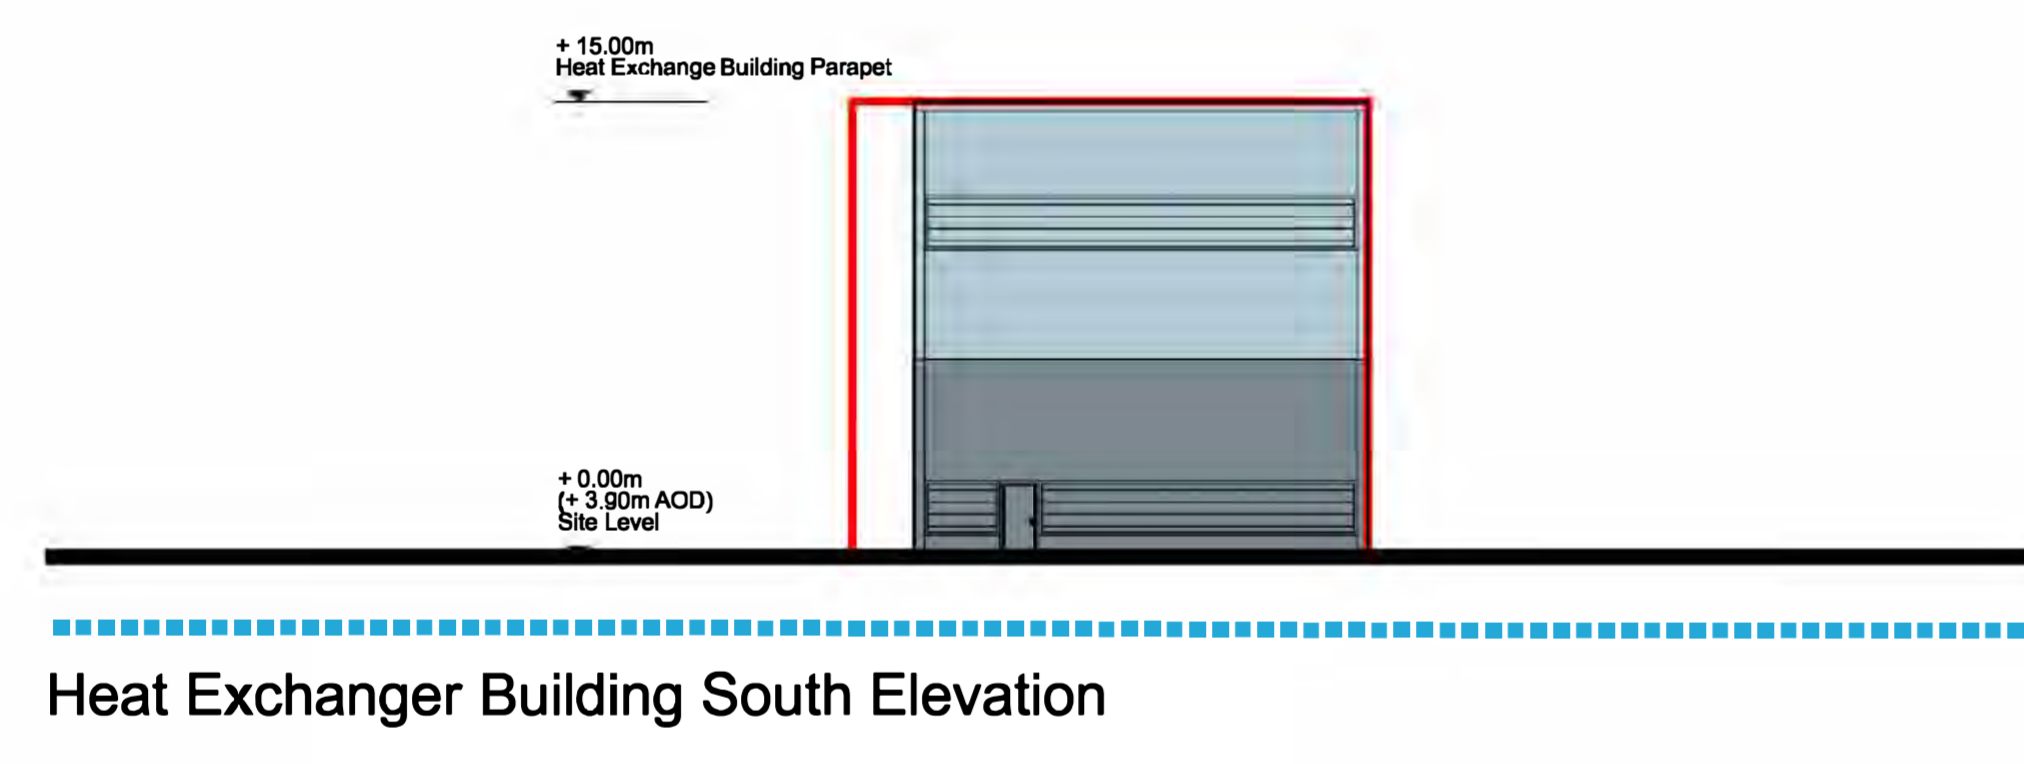 + 15.00m
Heat Exchange Building Parapet
+ 0.00m
(+ 3.90m AOD)
Site Level
Heat Exchanger Building South Elevation